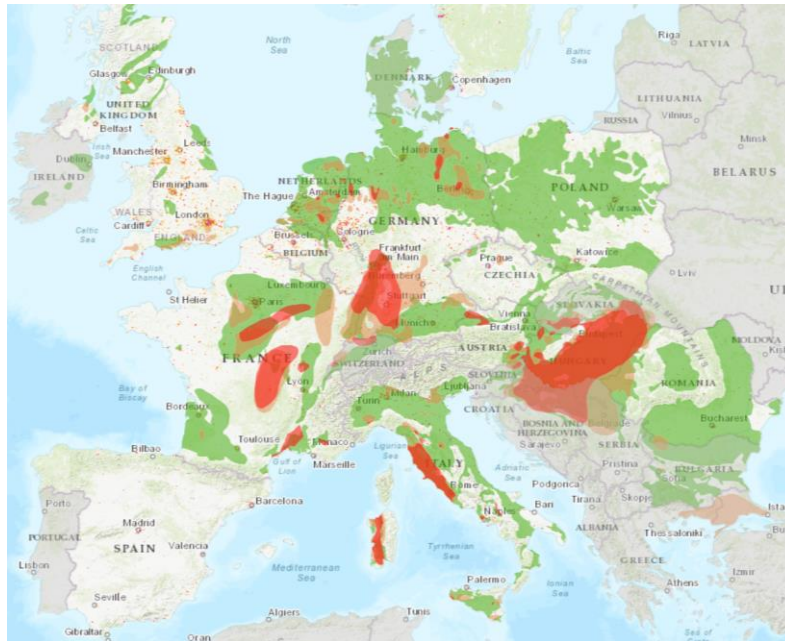 SCOTLAND
North
Sea
Glasgow
Edinburgh
UNITED
KINGDOM
Belfast
Irish
Sea
Dublin
IRELAND
Leeds
Manchester
Birmingham
WALES
Cardiff
London
ENGLAND
Celtic
Sea
English
Channel
St Helier
DENMARK
Copenhagen
Baltic
Sea
Riga
LATVIA
LITHUANIA
Vilnius
RUSSIA
Minsk
BELARUS
Hamburg
NETHERLANDS
Amsterdam
The Hague
Brussels
BELGIUM
Cologne
GERMANY
POLAND
Warsaw
Frankfurt
am Main
Luxembourg
Stuttgart
Munich
Prague
CZECHIA
Katowice
Lviv
Paris
FRANCE
Zurich
SWITZERLAND
ALPS
Vienna
Bratislava
SLOVAKIA
CARPATHIAN MOUNTAINS
Budapest
HUNGARY
AUSTRIA
SLOVENIA
Ljubljana
CROATIA
MOLDOVA
ROMANIA
Bucharest
Bay of
Biscay
Bordeaux
Lyon
Toulouse
Gulf of
Lion
Marseille
Monaco
Turin
Milan
Ligurian
Sea
ITALY
Rome
Naples
Bari
Adriatic
Sea
BOSNIA AND
HERZEGOVINA
Sarajevo
Belgrade
SERBIA
Pristina
Podgorica
Skopje
Sofia
BULGARIA
Tirana
ALBANIA
Thessaloniki
GREECE
Athens
Izmir
Bilbao
Porto
PORTUGAL
Lisbon
Madrid
SPAIN
Barcelona
Valencia
Seville
Gibraltar
Mediterranean
Sea
Tyrrhenian
Sea
Ionian
Sea
Palermo
Algiers
Tunis
Oran